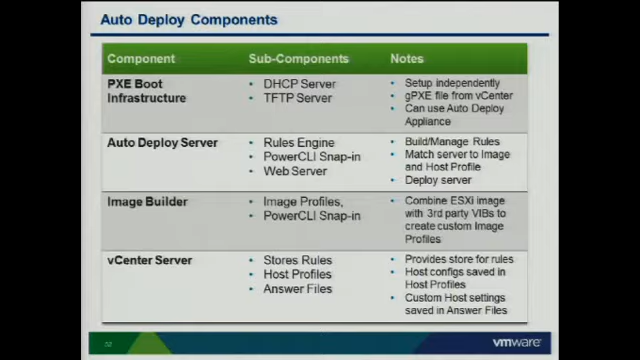 Auto Deploy Components
Component Sub-Components Notes
PXE Boot Infrastructure
• DHCP Server
• TFTP Server
• Setup independently
• gPXE file from vCenter
• Can use Auto Deploy
Appliance
Auto Deploy Server
• Rules Engine
• PowerCLI Snap-in
• Web Server
• Build/Manage Rules
• Match server to Image
and Host Profile
• Deploy server
Image Builder
• Image Profiles,
• PowerCLI Snap-in
• Combine ESXi image
with 3rd party VIBs to
create custom Image
Profiles
vCenter Server
• Stores Rules
• Host Profiles
• Answer Files
• Provides store for rules
• Host configs saved in
Host Profiles
• Custom Host settings
saved in Answer Files
52
vmware